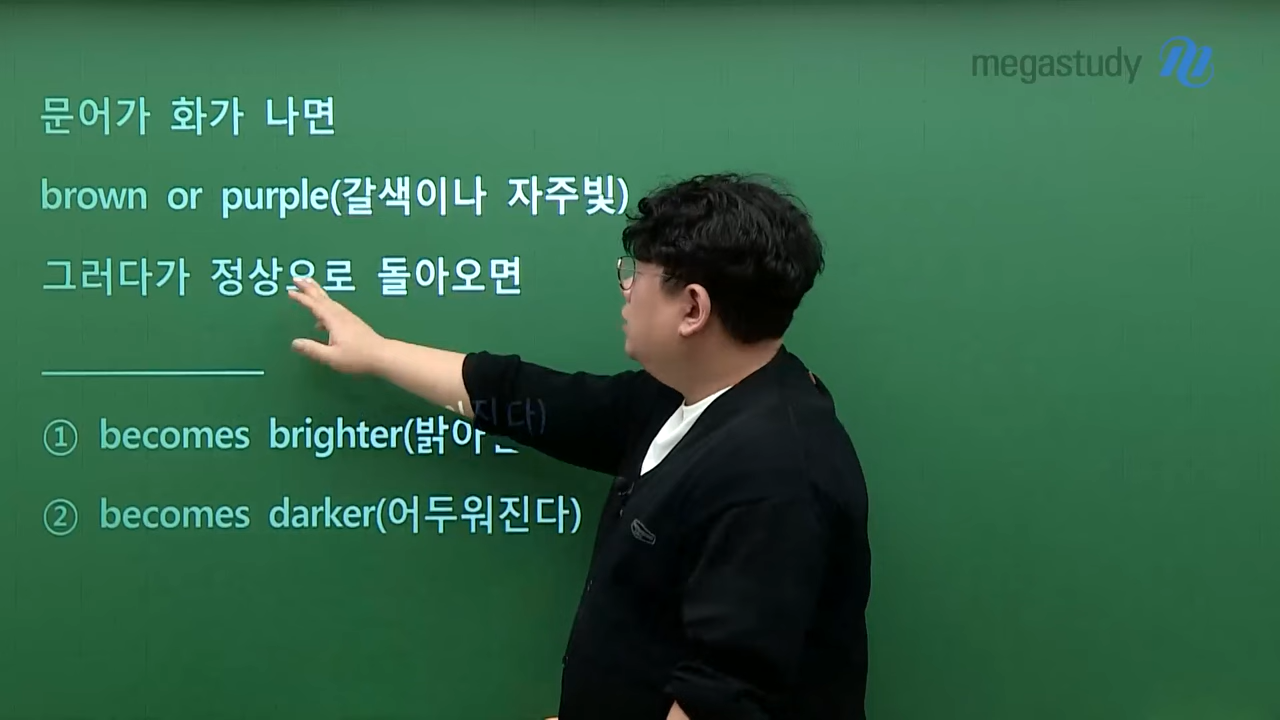 megastudy
문어가 화가 나면
brown or purple(갈색이나 자주빛)
그러다가 정상으로 돌아오면
① becomes brighter(밝아진다)
② becomes darker(어두워진다)